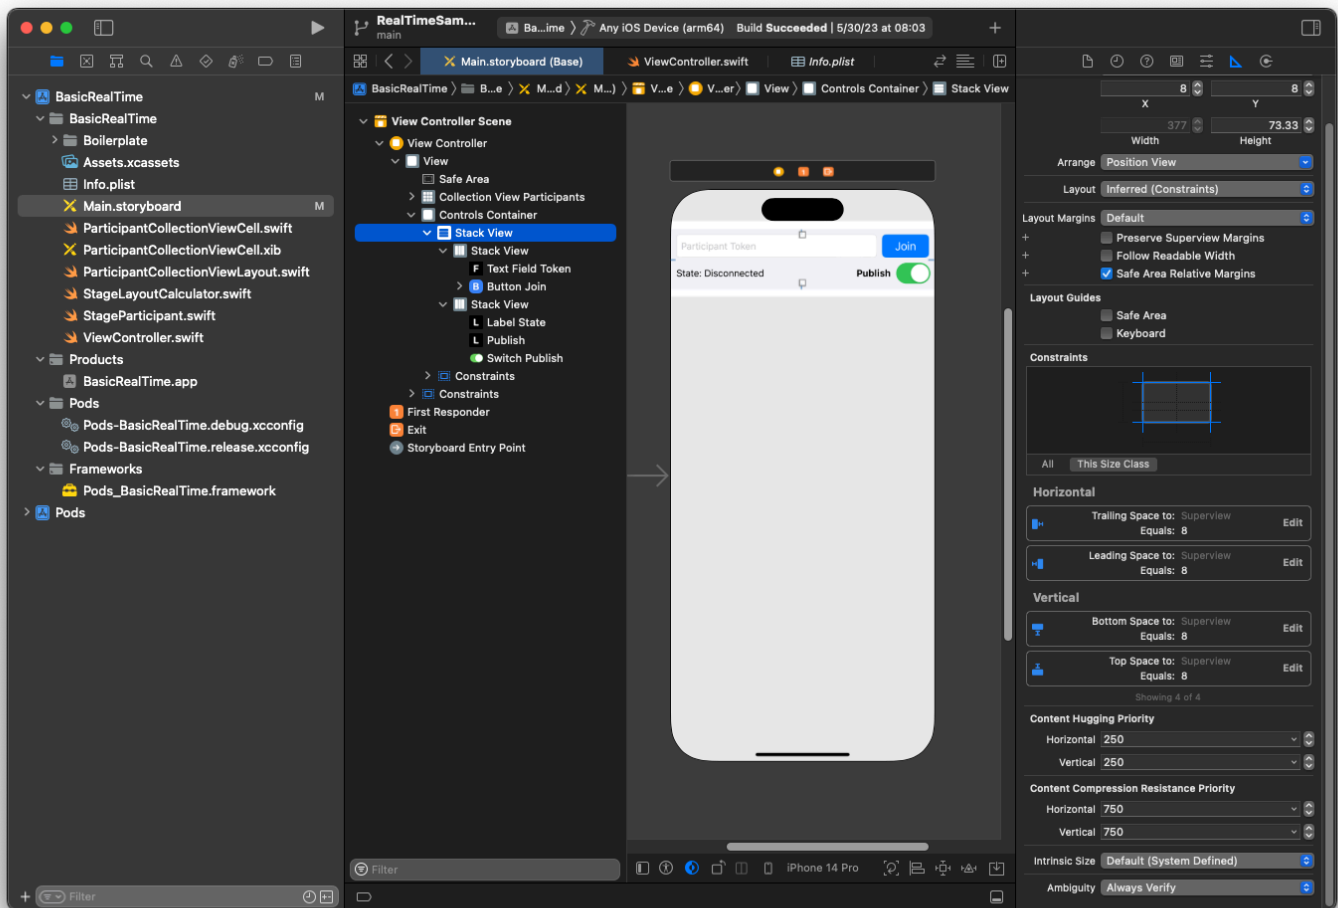 RealTimeSam...
main
Ba...ime 〉 Any iOS Device (arm64) Build Succeeded | 5/30/23 at 08:03
Main.storyboard (Base)
ViewController.swift
Info.plist
BasicRealTime 〉 B...e 〉 M...d 〉 M...) 〉 V...e 〉 V...er 〉 View 〉 Controls Container 〉 Stack View
BasicRealTime M
BasicRealTime
Boilerplate
Assets.xcassets
Info.plist
Main.storyboard M
ParticipantCollectionViewCell.swift
ParticipantCollectionViewCell.xib
ParticipantCollectionViewLayout.swift
StageLayoutCalculator.swift
StageParticipant.swift
ViewController.swift
Products
BasicRealTime.app
Pods
Pods-BasicRealTime.debug.xcconfig
Pods-BasicRealTime.release.xcconfig
Frameworks
Pods_BasicRealTime.framework
Pods
Filter
View Controller Scene
View Controller
View
Safe Area
Collection View Participants
Controls Container
Stack View
Stack View
F Text Field Token
B Button Join
Stack View
L Label State
L Publish
Switch Publish
Constraints
Constraints
1 First Responder
Exit
Storyboard Entry Point
Filter
Participant Token
Join
State: Disconnected
Publish
iPhone 14 Pro
8 8
X Y
377 73.33
Width Height
Arrange Position View
Layout Inferred (Constraints)
Layout Margins Default
Preserve Superview Margins
Follow Readable Width
Safe Area Relative Margins
Layout Guides
Safe Area
Keyboard
Constraints
All This Size Class
Horizontal
Trailing Space to: Superview
Equals: 8
Edit
Leading Space to: Superview
Equals: 8
Edit
Vertical
Bottom Space to: Superview
Equals: 8
Edit
Top Space to: Superview
Equals: 8
Edit
Showing 4 of 4
Content Hugging Priority
Horizontal 250
Vertical 250
Content Compression Resistance Priority
Horizontal 750
Vertical 750
Intrinsic Size Default (System Defined)
Ambiguity Always Verify